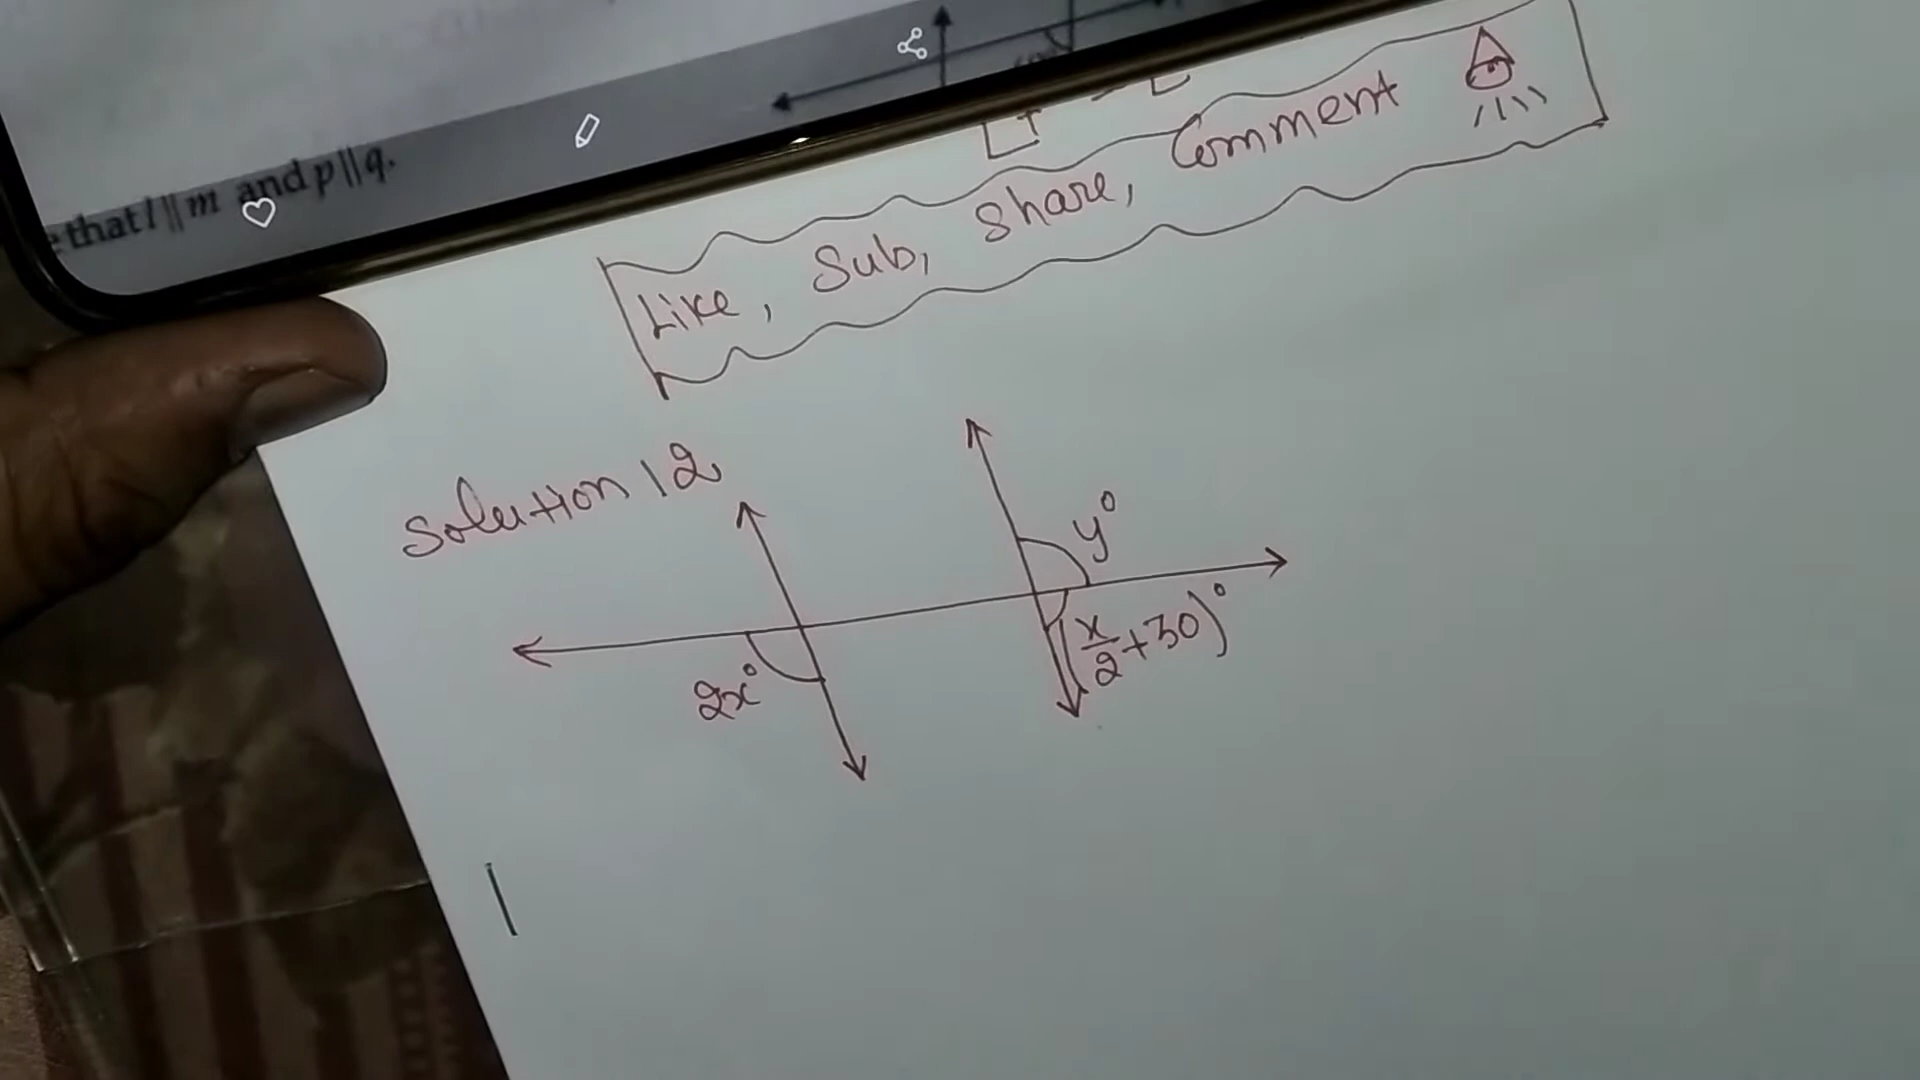 that l || m and p || q.
Like, Sub, Share, Comment
Solution 12
y°
(x/2+30)°
2x°